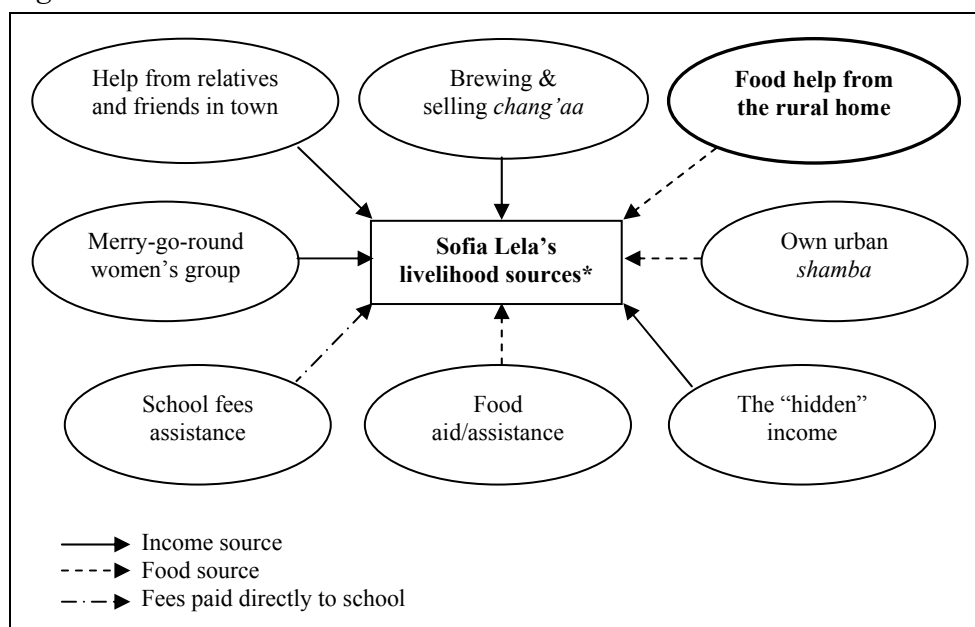 Help from relatives
and friends in town
Brewing &
selling chang’aa
Food help from
the rural home
Merry-go-round
women’s group
Sofia Lela’s
livelihood sources*
Own urban
shamba
School fees
assistance
Food
aid/assistance
The “hidden”
income
Income source
Food source
Fees paid directly to school